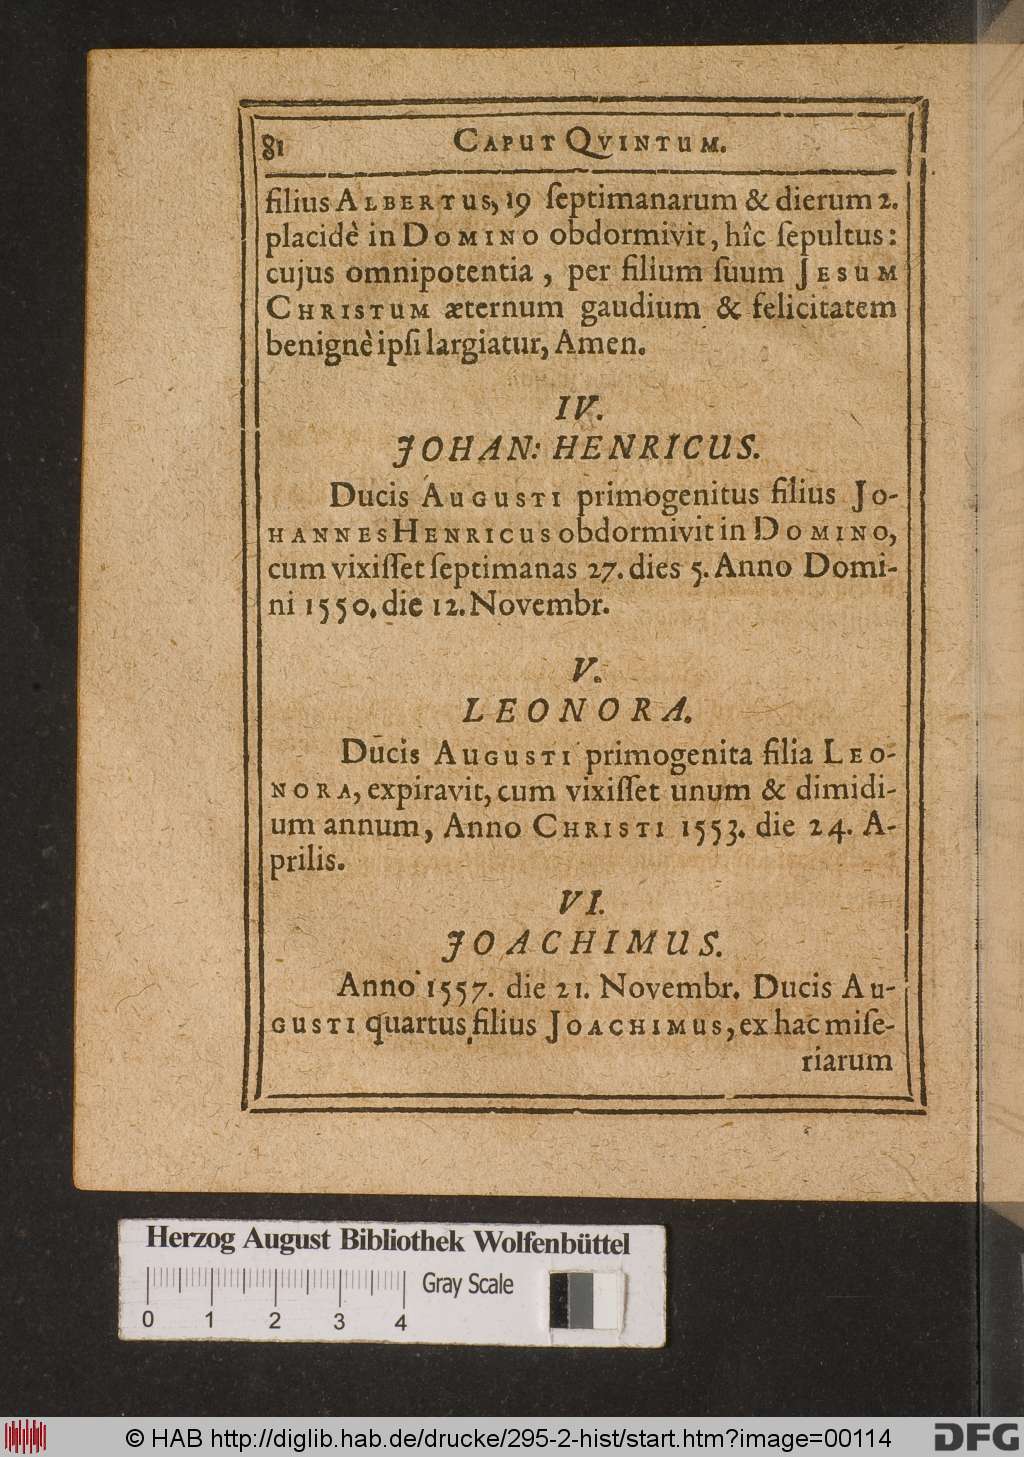 81 CAPUT QVINTUM.
filius ALBERTUS, 19 ſeptimanarum & dierum 2.
placidè in DOMINO obdormivit, hîc ſepultus:
cujus omnipotentia , per filium ſuum JESUM
CHRISTUM æternum gaudium & felicitatem
benignè ipſi largiatur, Amen.
IV.
JOHAN: HENRICUS.
Ducis AUGUSTI primogenitus filius JO-
HANNES HENRICUS obdormivit in DOMINO,
cum vixiſſet ſeptimanas 27. dies 5. Anno Domi-
ni 1550. die 12. Novembr.
V.
LEONORA.
Ducis AUGUSTI primogenita filia LEO-
NORA, expiravit, cum vixiſſet unum & dimidi-
um annum, Anno CHRISTI 1553. die 24. A-
prilis.
VI.
JOACHIMUS.
Anno 1557. die 21. Novembr. Ducis AU-
GUSTI quartus filius JOACHIMUS, ex hac miſe-
riarum
Herzog August Bibliothek Wolfenbüttel
Gray Scale
0 1 2 3 4
© HAB http://diglib.hab.de/drucke/295-2-hist/start.htm?image=00114
DFG